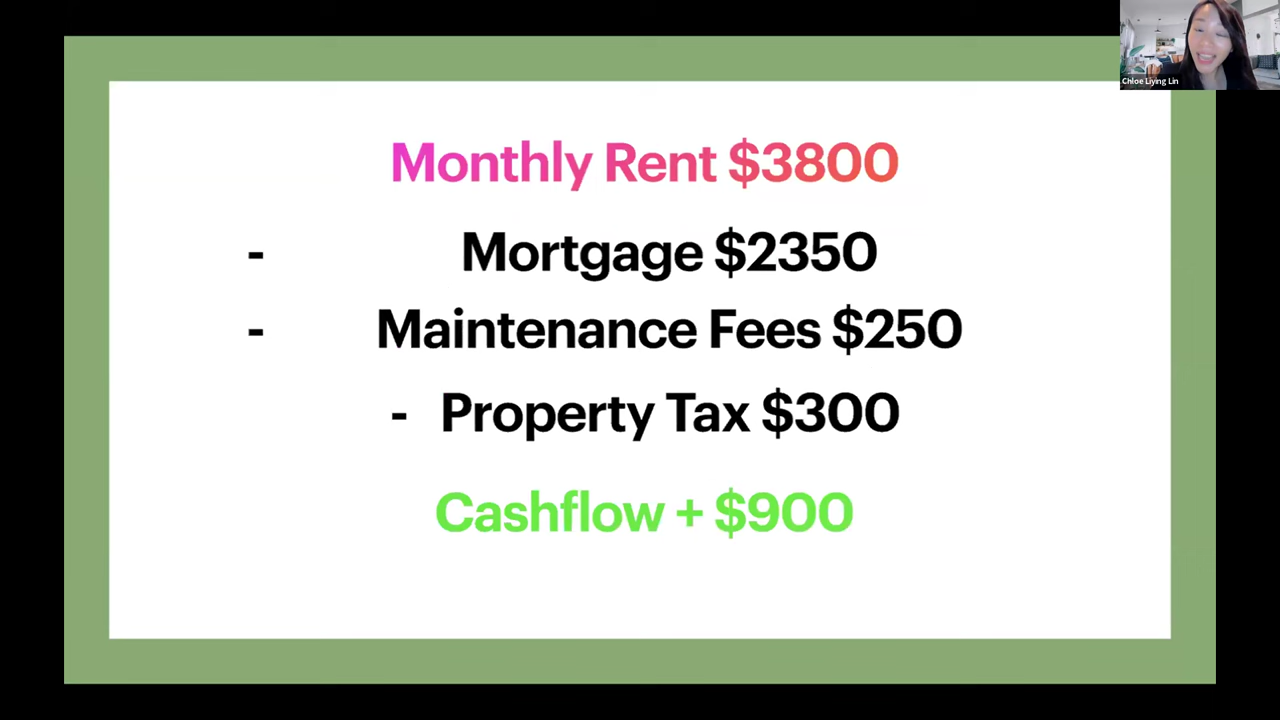 Chloe Liying Lin
Monthly Rent $3800
- Mortgage $2350
- Maintenance Fees $250
- Property Tax $300
Cashflow + $900